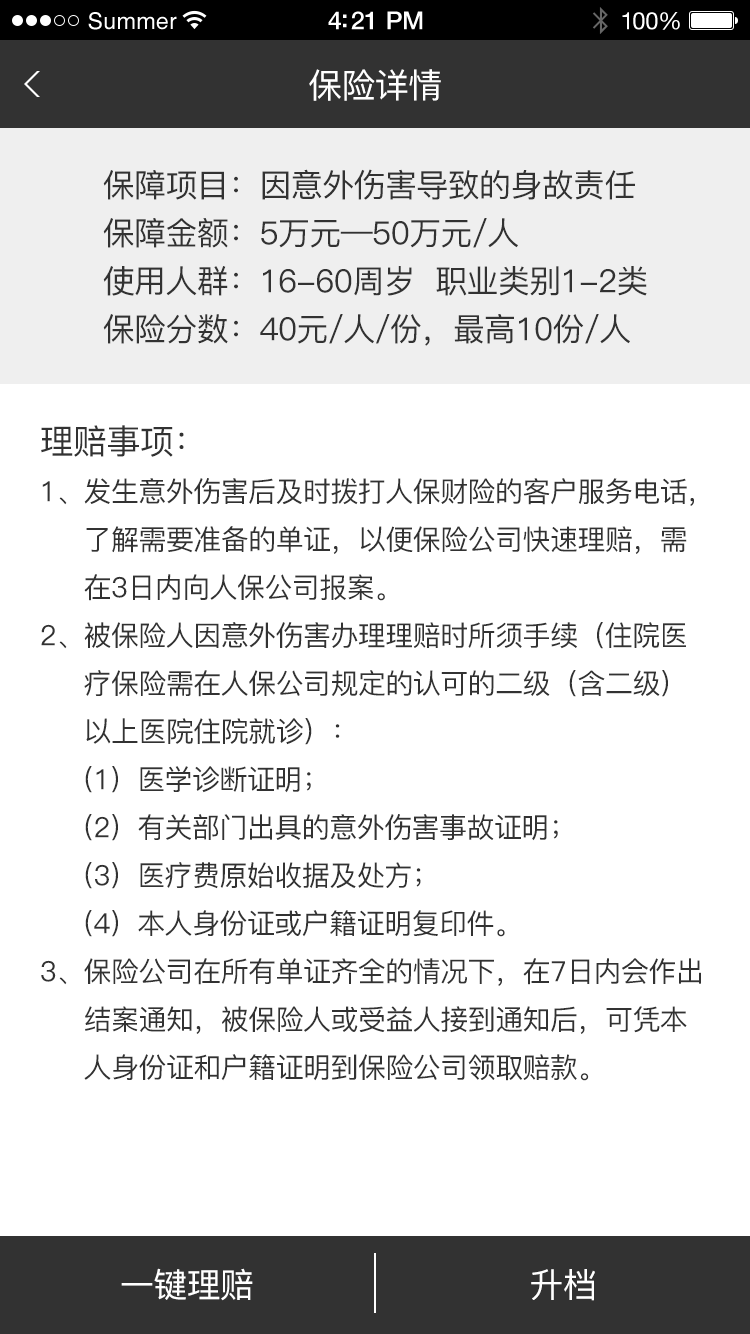 Summer 4:21 PM 100%
保险详情
保障项目：因意外伤害导致的身故责任
保障金额：5万元—50万元/人
使用人群：16-60周岁 职业类别1-2类
保险分数：40元/人/份，最高10份/人
理赔事项：
1、发生意外伤害后及时拨打人保财险的客户服务电话，
了解需要准备的单证，以便保险公司快速理赔，需
在3日内向人保公司报案。
2、被保险人因意外伤害办理理赔时所须手续（住院医
疗保险需在人保公司规定的认可的二级（含二级）
以上医院住院就诊）：
（1）医学诊断证明；
（2）有关部门出具的意外伤害事故证明；
（3）医疗费原始收据及处方；
（4）本人身份证或户籍证明复印件。
3、保险公司在所有单证齐全的情况下，在7日内会作出
结案通知，被保险人或受益人接到通知后，可凭本
人身份证和户籍证明到保险公司领取赔款。
一键理赔 升档